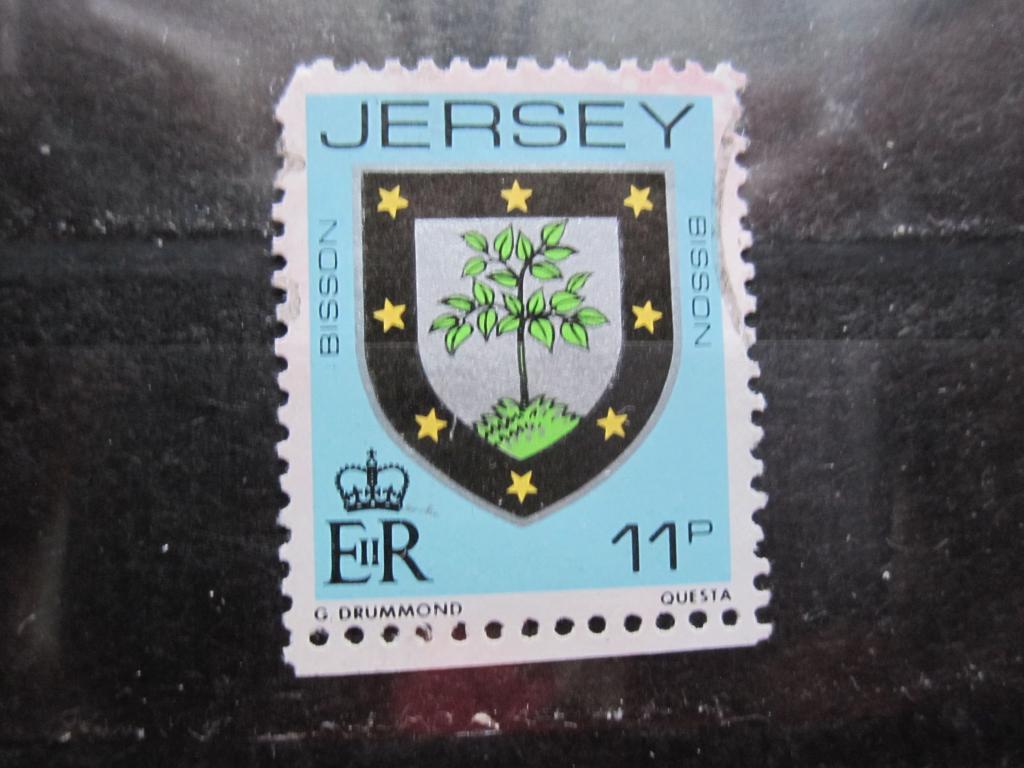 JERSEY
BISSON
BISSON
EIIR
11P
G. DRUMMOND
QUESTA